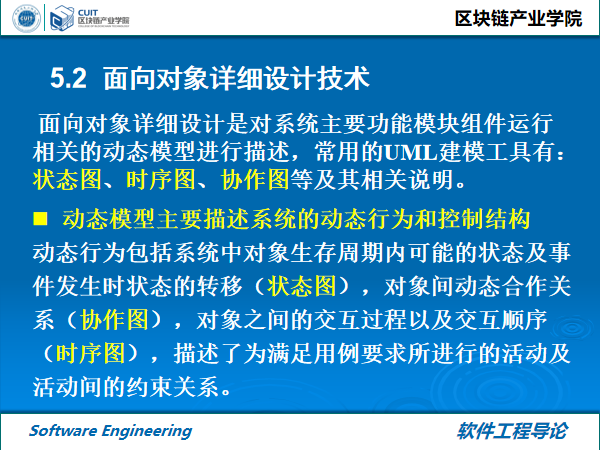 CUIT
区块链产业学院
区块链产业学院
5.2 面向对象详细设计技术
面向对象详细设计是对系统主要功能模块组件运行
相关的动态模型进行描述，常用的UML建模工具有：
状态图、时序图、协作图等及其相关说明。
动态模型主要描述系统的动态行为和控制结构
动态行为包括系统中对象生存周期内可能的状态及事
件发生时状态的转移（状态图），对象间动态合作关
系（协作图），对象之间的交互过程以及交互顺序
（时序图），描述了为满足用例要求所进行的活动及
活动间的约束关系。
Software Engineering
软件工程导论